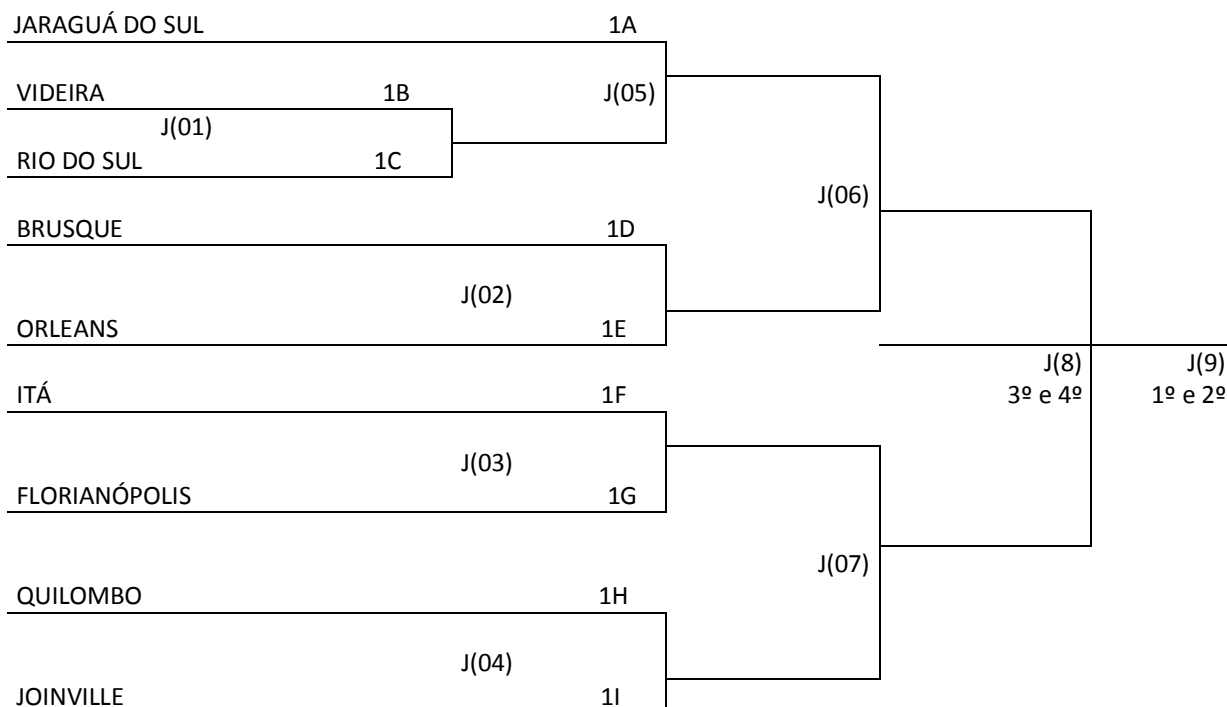 JARAGUÁ DO SUL 1A
VIDEIRA 1B J(05)
J(01)
RIO DO SUL 1C
J(06)
BRUSQUE 1D
J(02)
ORLEANS 1E
J(8) J(9)
ITÁ 1F 3º e 4º 1º e 2º
J(03)
FLORIANÓPOLIS 1G
J(07)
QUILOMBO 1H
J(04)
JOINVILLE 1I